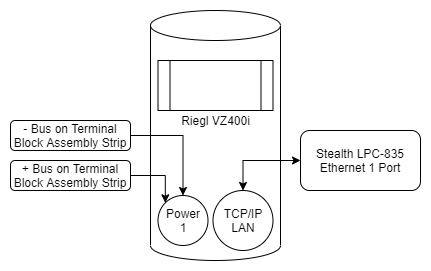 Riegl VZ400i
- Bus on Terminal
Block Assembly Strip
+ Bus on Terminal
Block Assembly Strip
Stealth LPC-835
Ethernet 1 Port
Power
1
TCP/IP
LAN